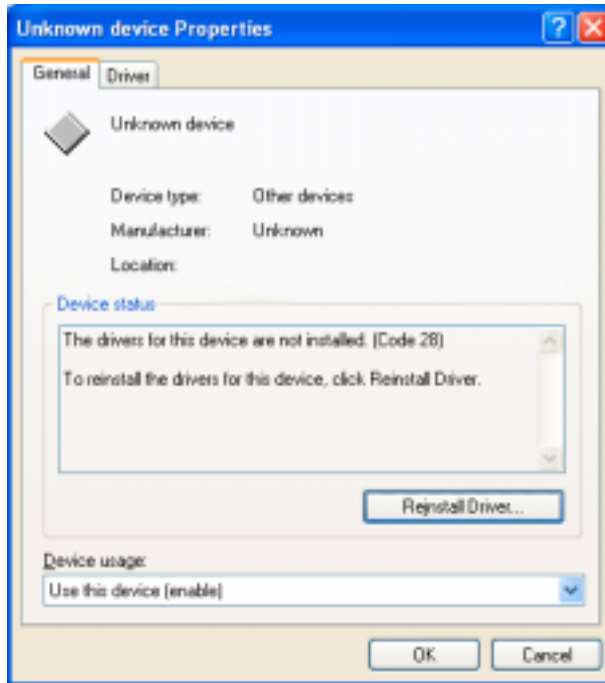 Unknown device Properties
General Driver
Unknown device
Device type: Other devices
Manufacturer: Unknown
Location:
Device status
The drivers for this device are not installed. (Code 28)
To reinstall the drivers for this device, click Reinstall Driver.
Reinstall Driver...
Device usage:
Use this device (enable)
OK Cancel